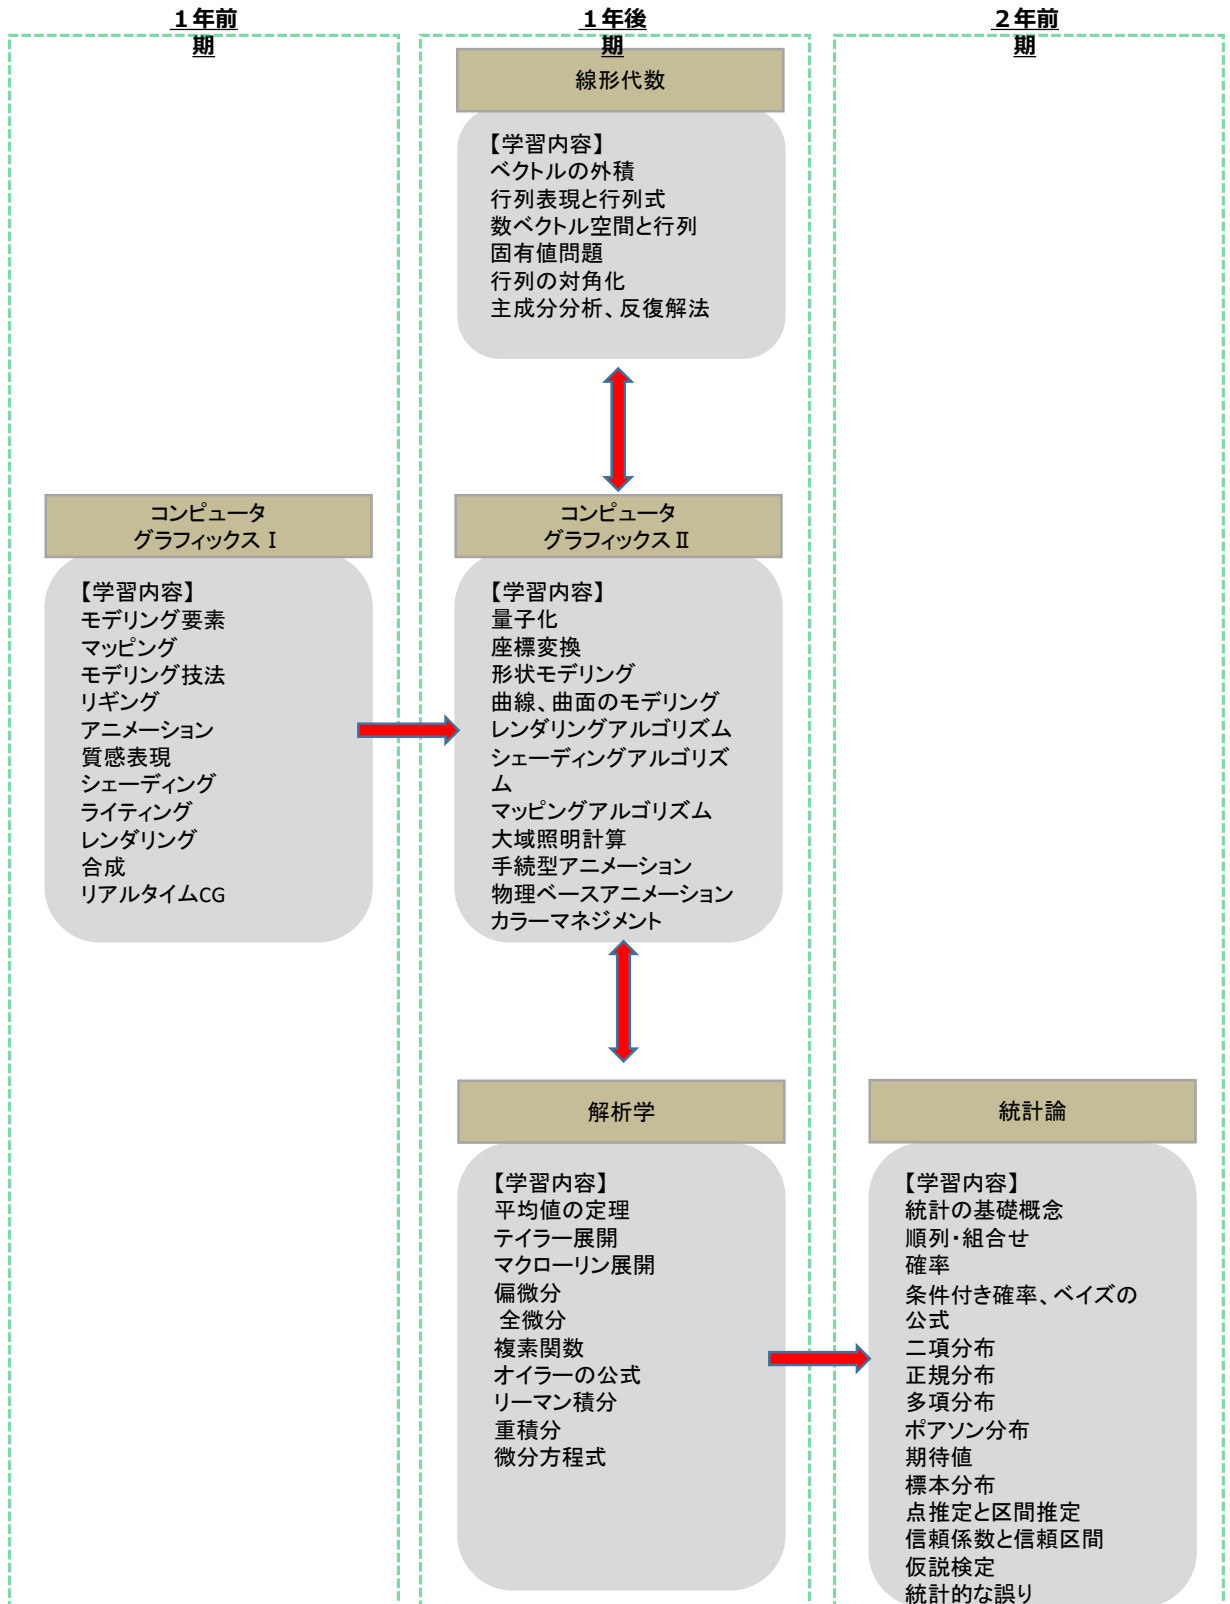 １年前
期
１年後
期
２年前
期
線形代数
【学習内容】
ベクトルの外積
行列表現と行列式
数ベクトル空間と行列
固有値問題
行列の対角化
主成分分析、反復解法
コンピュータ
グラフィックスⅠ
【学習内容】
モデリング要素
マッピング
モデリング技法
リギング
アニメーション
質感表現
シェーディング
ライティング
レンダリング
合成
リアルタイムCG
コンピュータ
グラフィックスⅡ
【学習内容】
量子化
座標変換
形状モデリング
曲線、曲面のモデリング
レンダリングアルゴリズム
シェーディングアルゴリズ
ム
マッピングアルゴリズム
大域照明計算
手続型アニメーション
物理ベースアニメーション
カラーマネジメント
解析学
【学習内容】
平均値の定理
テイラー展開
マクローリン展開
偏微分
全微分
複素関数
オイラーの公式
リーマン積分
重積分
微分方程式
統計論
【学習内容】
統計の基礎概念
順列・組合せ
確率
条件付き確率、ベイズの
公式
二項分布
正規分布
多項分布
ポアソン分布
期待値
標本分布
点推定と区間推定
信頼係数と信頼区間
仮説検定
統計的な誤り